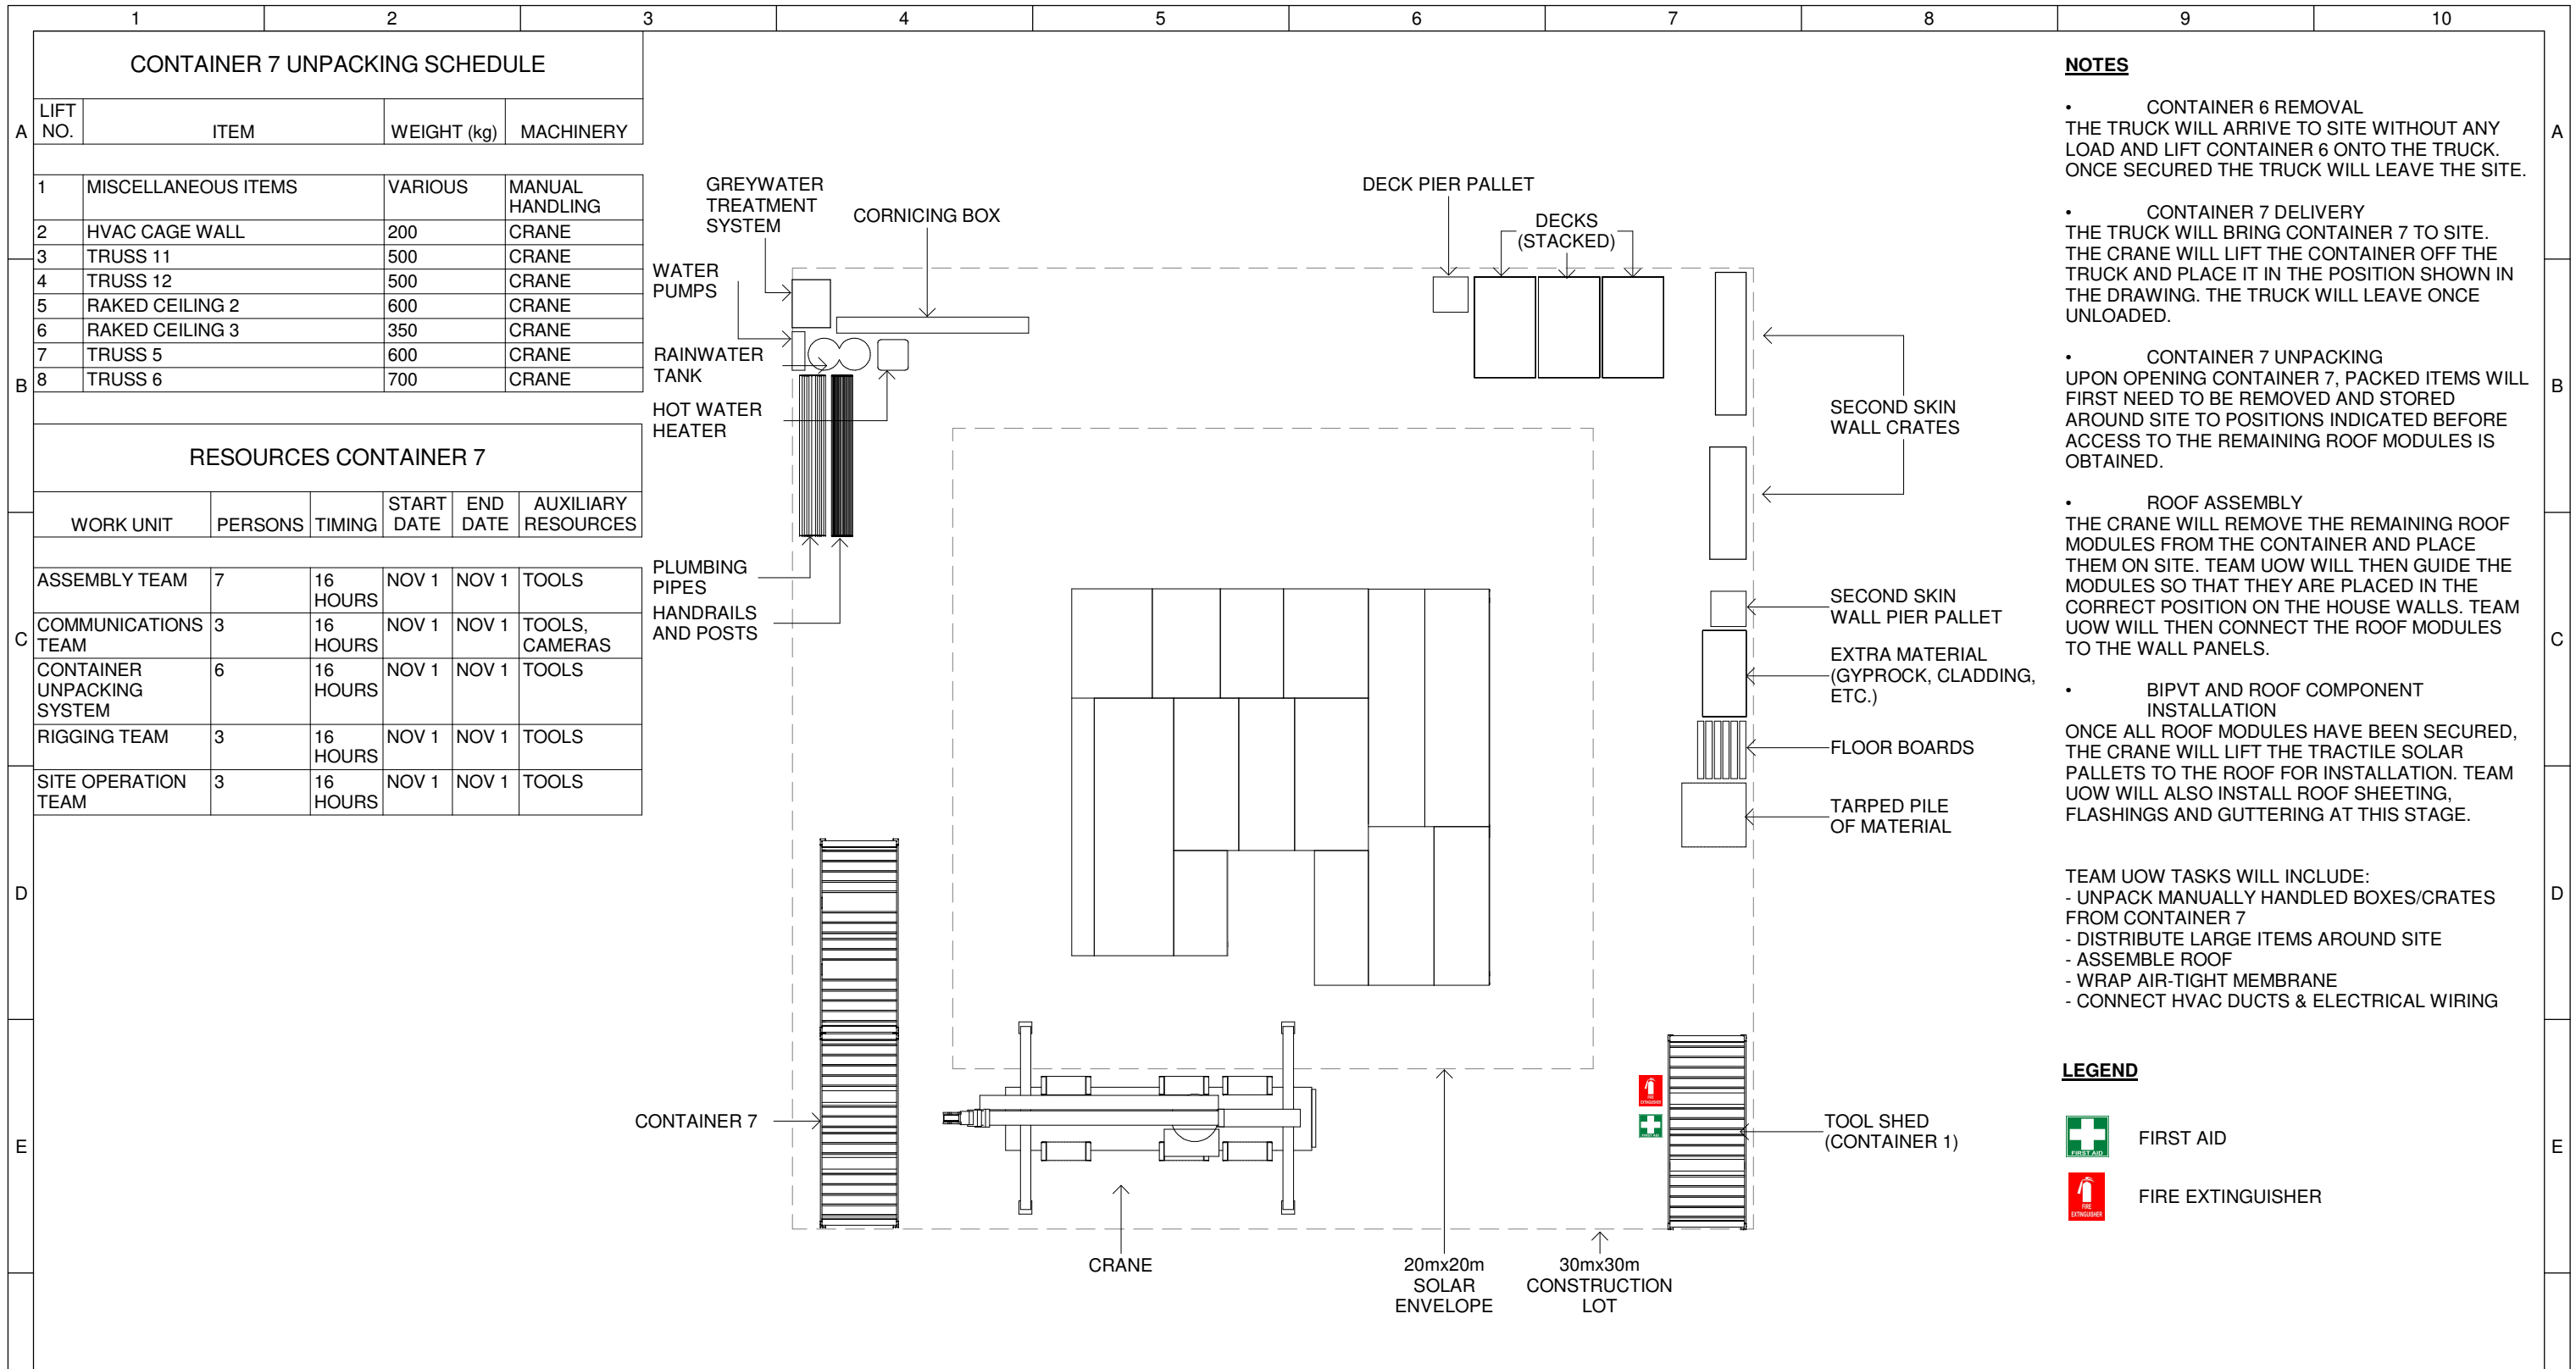 1 2 3 4 5 6 7 8 9 10
A
B
C
D
E
CONTAINER 7 UNPACKING SCHEDULE
LIFT
NO. ITEM WEIGHT (kg) MACHINERY
1 MISCELLANEOUS ITEMS VARIOUS MANUAL
HANDLING
2 HVAC CAGE WALL 200 CRANE
3 TRUSS 11 500 CRANE
4 TRUSS 12 500 CRANE
5 RAKED CEILING 2 600 CRANE
6 RAKED CEILING 3 350 CRANE
7 TRUSS 5 600 CRANE
8 TRUSS 6 700 CRANE
RESOURCES CONTAINER 7
START END AUXILIARY
WORK UNIT PERSONS TIMING DATE DATE RESOURCES
ASSEMBLY TEAM 7 16 NOV 1 NOV 1 TOOLS
HOURS
COMMUNICATIONS 3 16 NOV 1 NOV 1 TOOLS,
TEAM HOURS CAMERAS
CONTAINER 6 16 NOV 1 NOV 1 TOOLS
UNPACKING HOURS
SYSTEM
RIGGING TEAM 3 16 NOV 1 NOV 1 TOOLS
HOURS
SITE OPERATION 3 16 NOV 1 NOV 1 TOOLS
TEAM HOURS
GREYWATER
TREATMENT
SYSTEM
CORNICING BOX
WATER
PUMPS
RAINWATER
TANK
HOT WATER
HEATER
PLUMBING
PIPES
HANDRAILS
AND POSTS
CONTAINER 7
CRANE
20mx20m
SOLAR
ENVELOPE
30mx30m
CONSTRUCTION
LOT
DECK PIER PALLET
DECKS
(STACKED)
SECOND SKIN
WALL CRATES
SECOND SKIN
WALL PIER PALLET
EXTRA MATERIAL
(GYPROCK, CLADDING,
ETC.)
FLOOR BOARDS
TARPED PILE
OF MATERIAL
FIRE
EXTINGUISHER
FIRST AID
TOOL SHED
(CONTAINER 1)
NOTES
• CONTAINER 6 REMOVAL
THE TRUCK WILL ARRIVE TO SITE WITHOUT ANY
LOAD AND LIFT CONTAINER 6 ONTO THE TRUCK.
ONCE SECURED THE TRUCK WILL LEAVE THE SITE.
• CONTAINER 7 DELIVERY
THE TRUCK WILL BRING CONTAINER 7 TO SITE.
THE CRANE WILL LIFT THE CONTAINER OFF THE
TRUCK AND PLACE IT IN THE POSITION SHOWN IN
THE DRAWING. THE TRUCK WILL LEAVE ONCE
UNLOADED.
• CONTAINER 7 UNPACKING
UPON OPENING CONTAINER 7, PACKED ITEMS WILL
FIRST NEED TO BE REMOVED AND STORED
AROUND SITE TO POSITIONS INDICATED BEFORE
ACCESS TO THE REMAINING ROOF MODULES IS
OBTAINED.
• ROOF ASSEMBLY
THE CRANE WILL REMOVE THE REMAINING ROOF
MODULES FROM THE CONTAINER AND PLACE
THEM ON SITE. TEAM UOW WILL THEN GUIDE THE
MODULES SO THAT THEY ARE PLACED IN THE
CORRECT POSITION ON THE HOUSE WALLS. TEAM
UOW WILL THEN CONNECT THE ROOF MODULES
TO THE WALL PANELS.
• BIPVT AND ROOF COMPONENT
INSTALLATION
ONCE ALL ROOF MODULES HAVE BEEN SECURED,
THE CRANE WILL LIFT THE TRACTILE SOLAR
PALLETS TO THE ROOF FOR INSTALLATION. TEAM
UOW WILL ALSO INSTALL ROOF SHEETING,
FLASHINGS AND GUTTERING AT THIS STAGE.
TEAM UOW TASKS WILL INCLUDE:
- UNPACK MANUALLY HANDLED BOXES/CRATES
FROM CONTAINER 7
- DISTRIBUTE LARGE ITEMS AROUND SITE
- ASSEMBLE ROOF
- WRAP AIR-TIGHT MEMBRANE
- CONNECT HVAC DUCTS & ELECTRICAL WIRING
LEGEND
FIRST AID
FIRST AID
FIRE
EXTINGUISHER
FIRE EXTINGUISHER
A
B
C
D
E